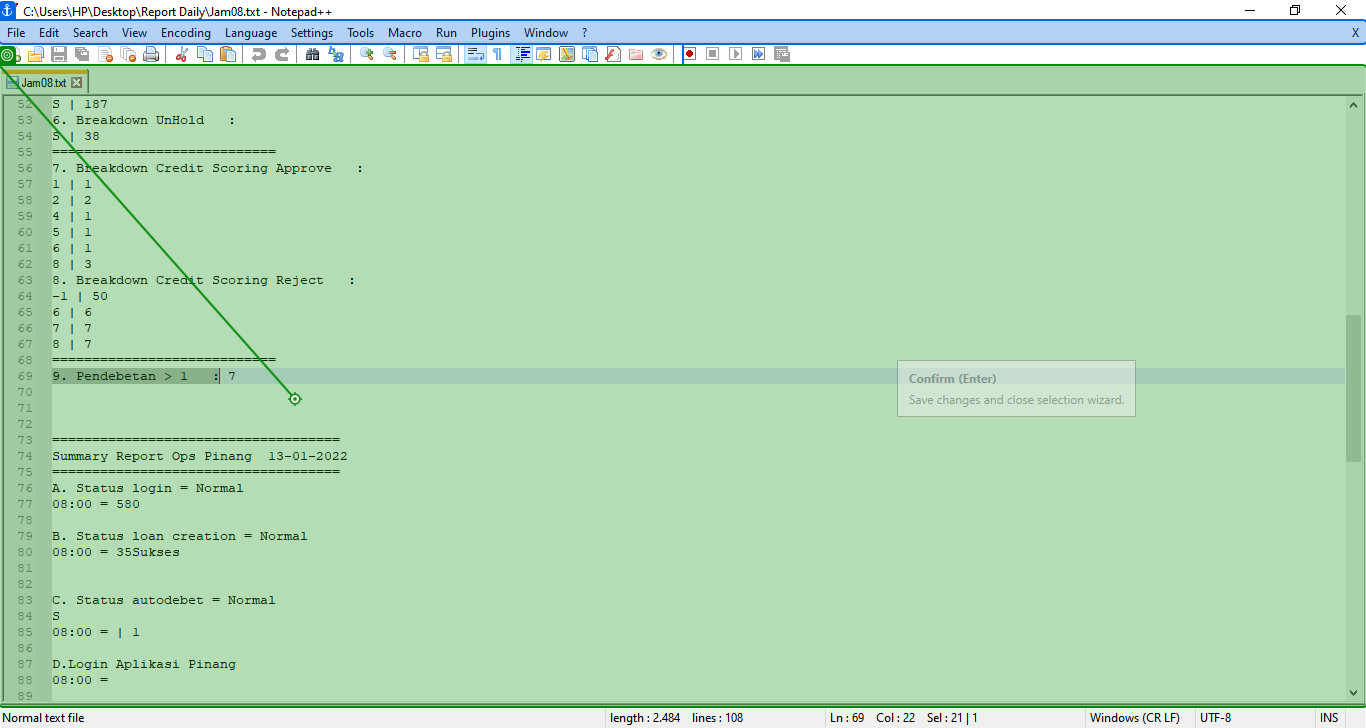 C:\Users\HP\Desktop\Report Daily\Jam08.txt - Notepad++
File Edit Search View Encoding Language Settings Tools Macro Run Plugins Window ? X
Jam08.txt
52 S | 187
53 6. Breakdown UnHold :
54 S | 38
55 ============================
56 7. Breakdown Credit Scoring Approve :
57 1 | 1
58 2 | 2
59 4 | 1
60 5 | 1
61 6 | 1
62 8 | 3
63 8. Breakdown Credit Scoring Reject :
64 -1 | 50
65 6 | 6
66 7 | 7
67 8 | 7
68 ============================
69 9. Pendebetan > 1 : 7
70
71
72
73 ====================================
74 Summary Report Ops Pinang 13-01-2022
75 ====================================
76 A. Status login = Normal
77 08:00 = 580
78
79 B. Status loan creation = Normal
80 08:00 = 35Sukses
81
82
83 C. Status autodebet = Normal
84 S
85 08:00 = | 1
86
87 D.Login Aplikasi Pinang
88 08:00 =
89
Confirm (Enter)
Save changes and close selection wizard.
Normal text file length : 2.484 lines : 108 Ln : 69 Col : 22 Sel : 21 | 1 Windows (CR LF) UTF-8 INS